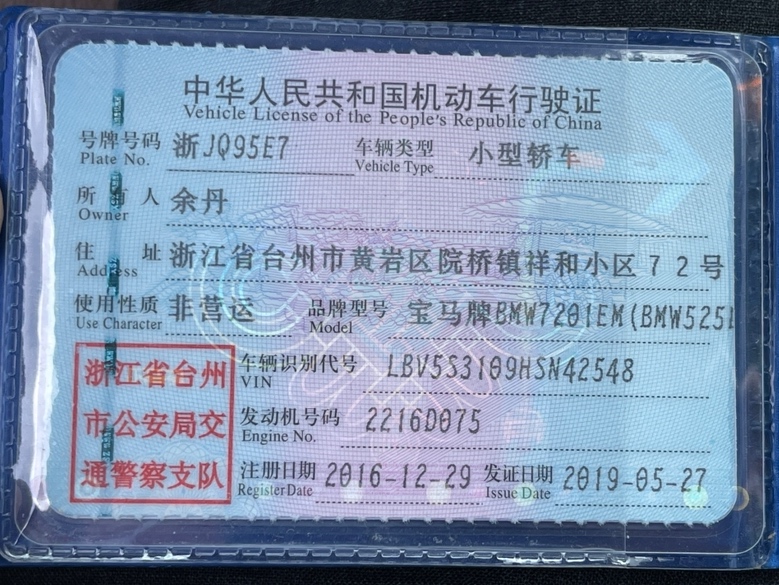 中华人民共和国机动车行驶证
Vehicle License of the People's Republic of China
号牌号码 浙JQ95E7 车辆类型 小型轿车
Plate No. Vehicle Type
所有人 余丹
Owner
住址 浙江省台州市黄岩区院桥镇祥和小区72号
Address
使用性质 非营运 品牌型号 宝马牌BMW7201EM(BMW525L
Use Character Model
浙江省台州 车辆识别代号 LBV5S3109HSN42548
VIN
市公安局交 发动机号码 2216D075
Engine No.
通警察支队 注册日期 2016-12-29 发证日期 2019-05-27
Register Date Issue Date